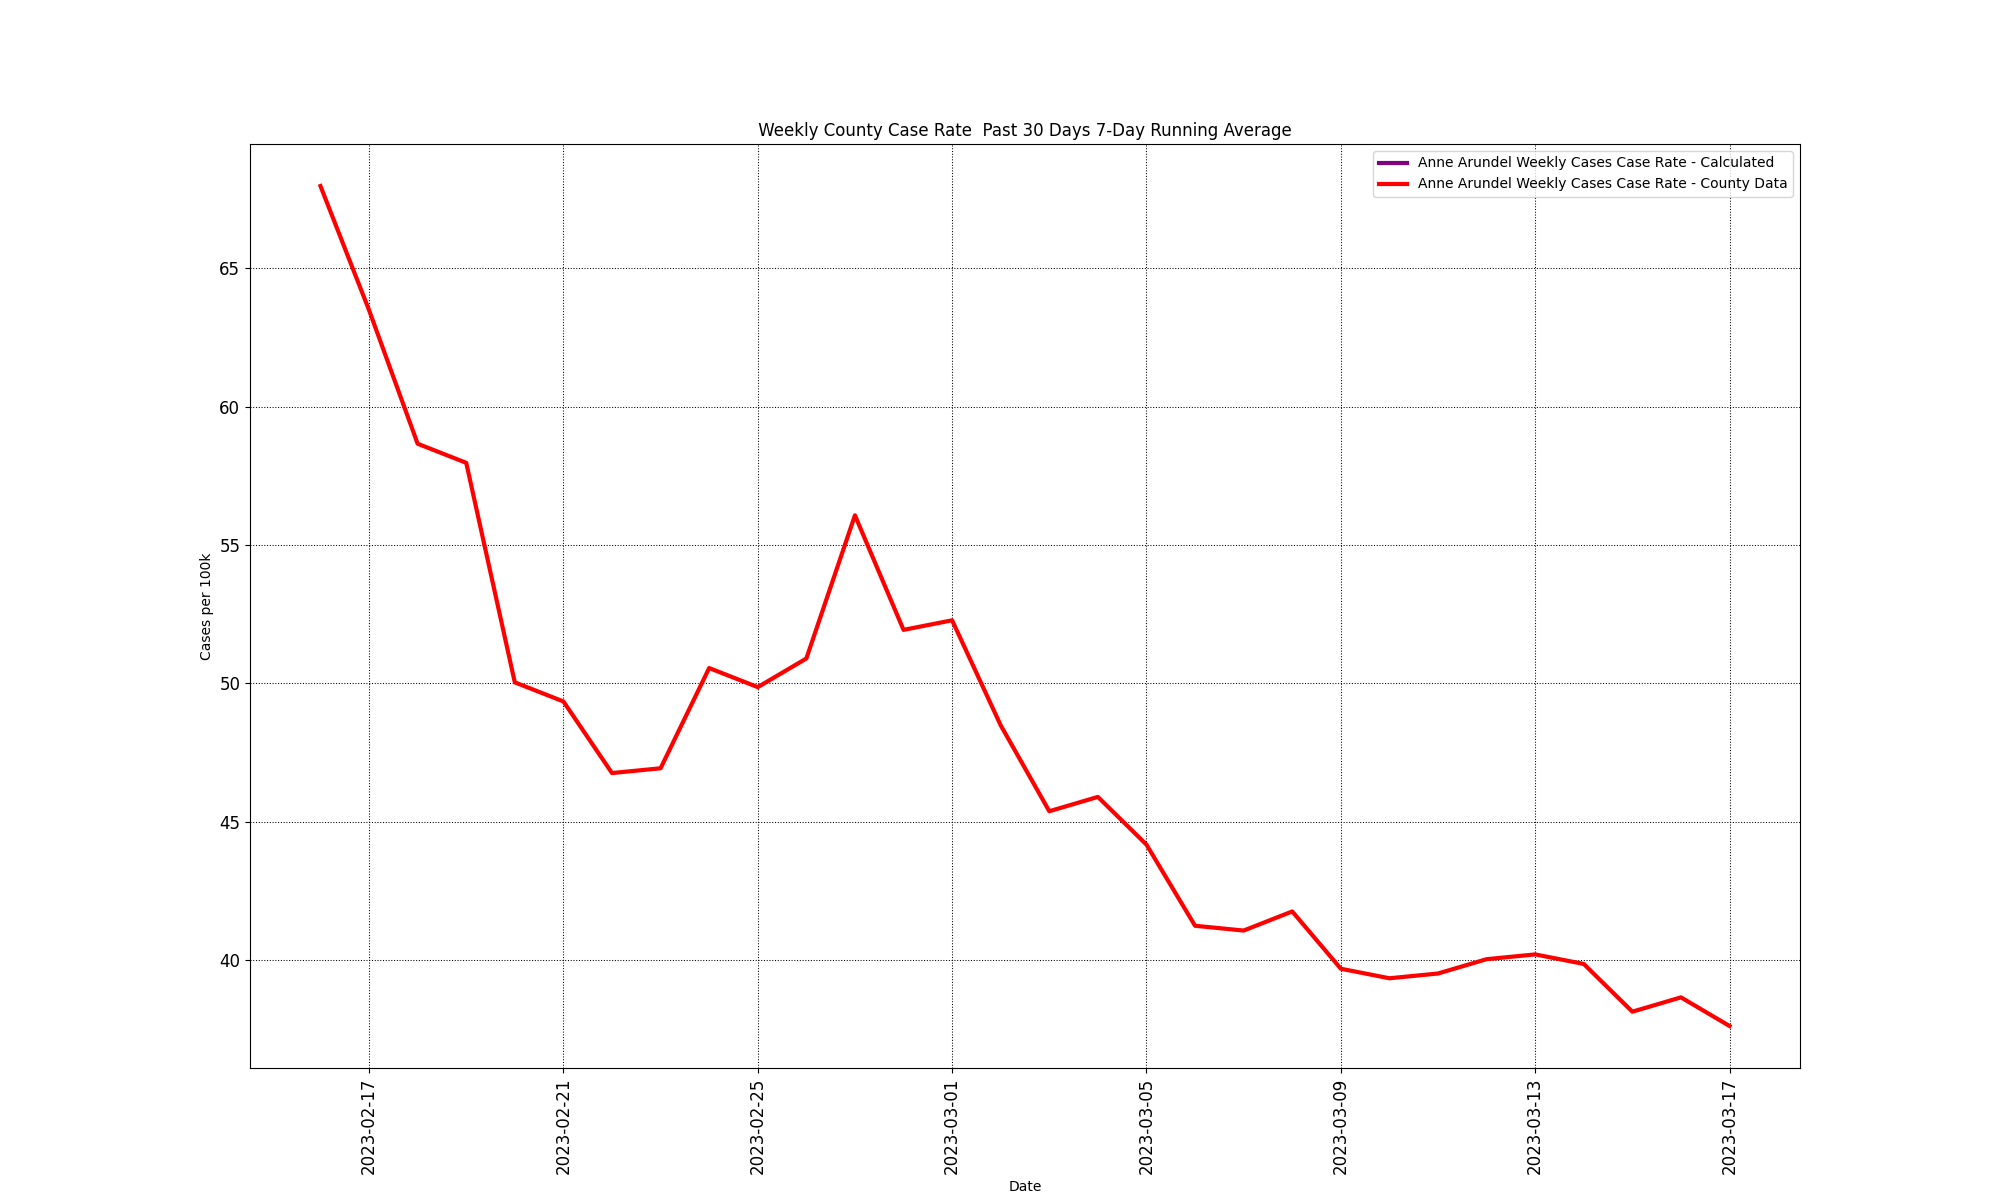 Weekly County Case Rate  Past 30 Days 7-Day Running Average
Anne Arundel Weekly Cases Case Rate - Calculated
Anne Arundel Weekly Cases Case Rate - County Data
Cases per 100k
65
60
55
50
45
40
2023-02-17
2023-02-21
2023-02-25
2023-03-01
2023-03-05
2023-03-09
2023-03-13
2023-03-17
Date